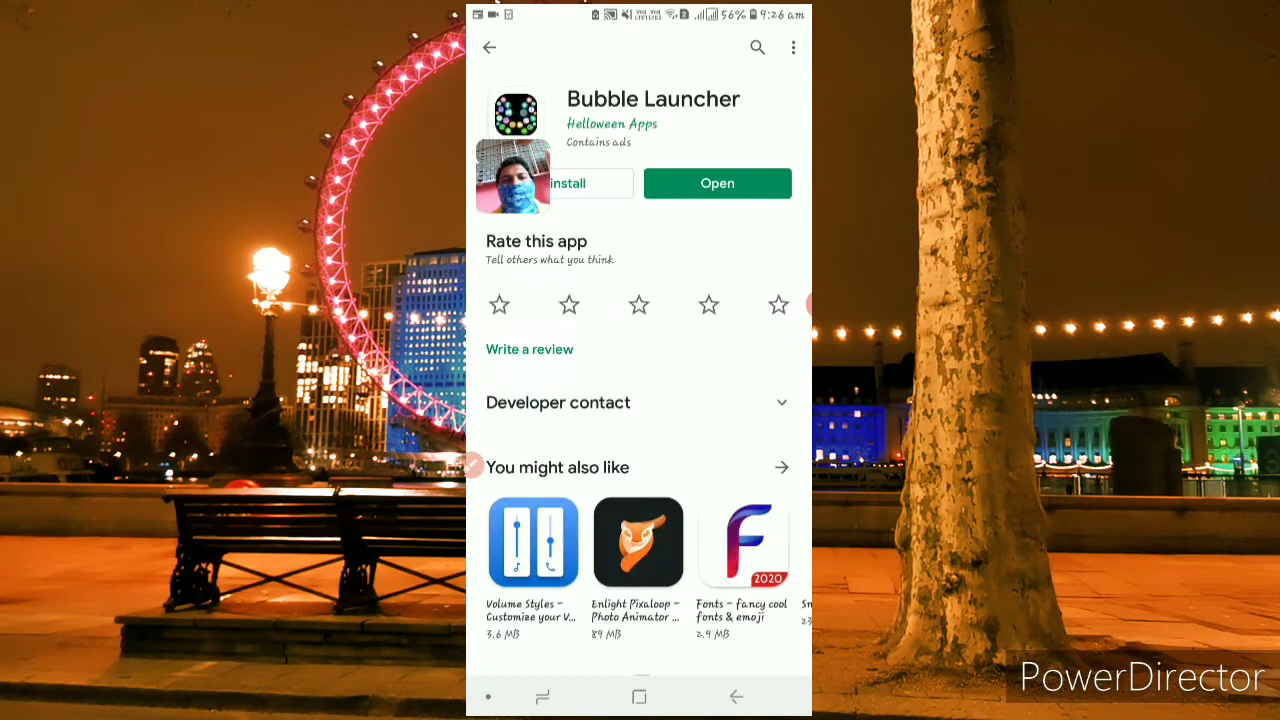 56% 9:26 am
Bubble Launcher
Helloween Apps
Contains ads
install
Open
Rate this app
Tell others what you think
Write a review
Developer contact
You might also like
2020
Volume Styles - Customize your V...
3.6 MB
Enlight Pixaloop - Photo Animator ...
89 MB
Fonts - fancy cool fonts & emoji
2.9 MB
Sn
23
PowerDirector